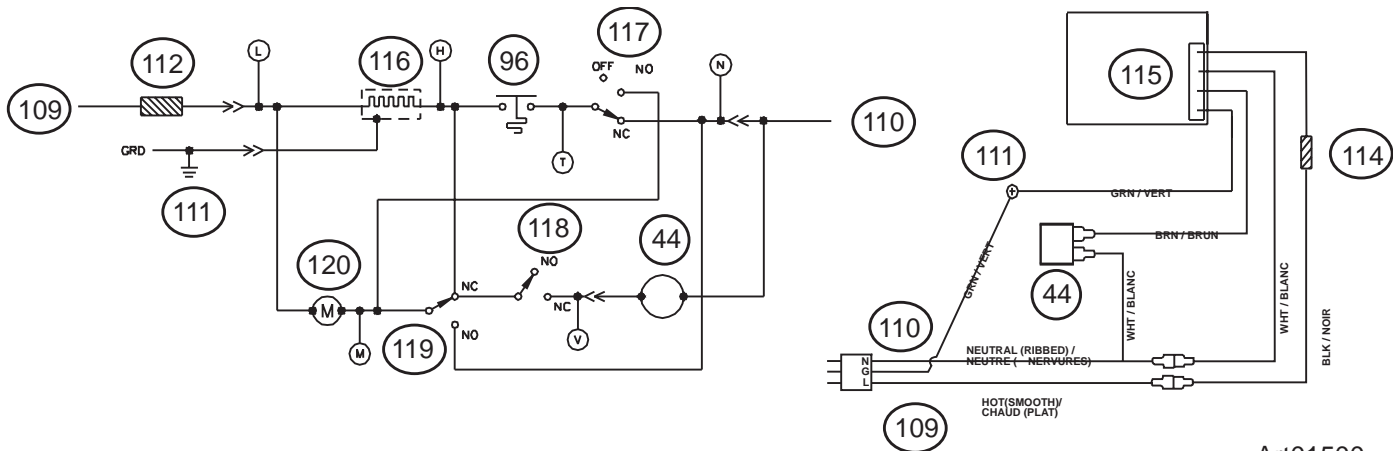 117
L
H
96
N
112
116
OFF
NO
115
109
110
NC
T
GRD
111
111
114
GRN / VERT
BRN / BRUN
118
44
120
NO
NC
GRN / VERT
44
WHT / BLANC
WHT / BLANC
BLK / NOIR
M
NC
M
119
NO
V
110
NEUTRAL (RIBBED) /
NEUTRE ( NERVURES)
N
G
L
HOT(SMOOTH)/
CHAUD (PLAT)
109